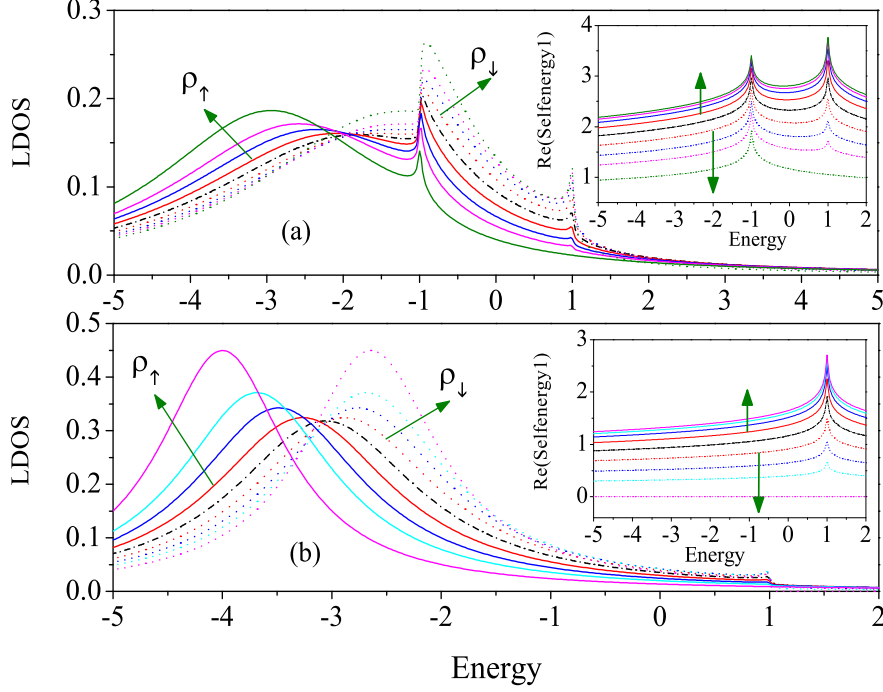 0.3
0.2
0.1
0.0
LDOS
ρ↑
ρ↓
(a)
-5 -4 -3 -2 -1 0 1 2 3 4 5
4
3
2
1
Re(Selfenergy1)
-5 -4 -3 -2 -1 0 1 2
Energy
0.5
0.4
0.3
0.2
0.1
0.0
LDOS
ρ↑
ρ↓
(b)
-5 -4 -3 -2 -1 0 1 2
3
2
1
0
Re(Selfenergy1)
-5 -4 -3 -2 -1 0 1 2
Energy
Energy